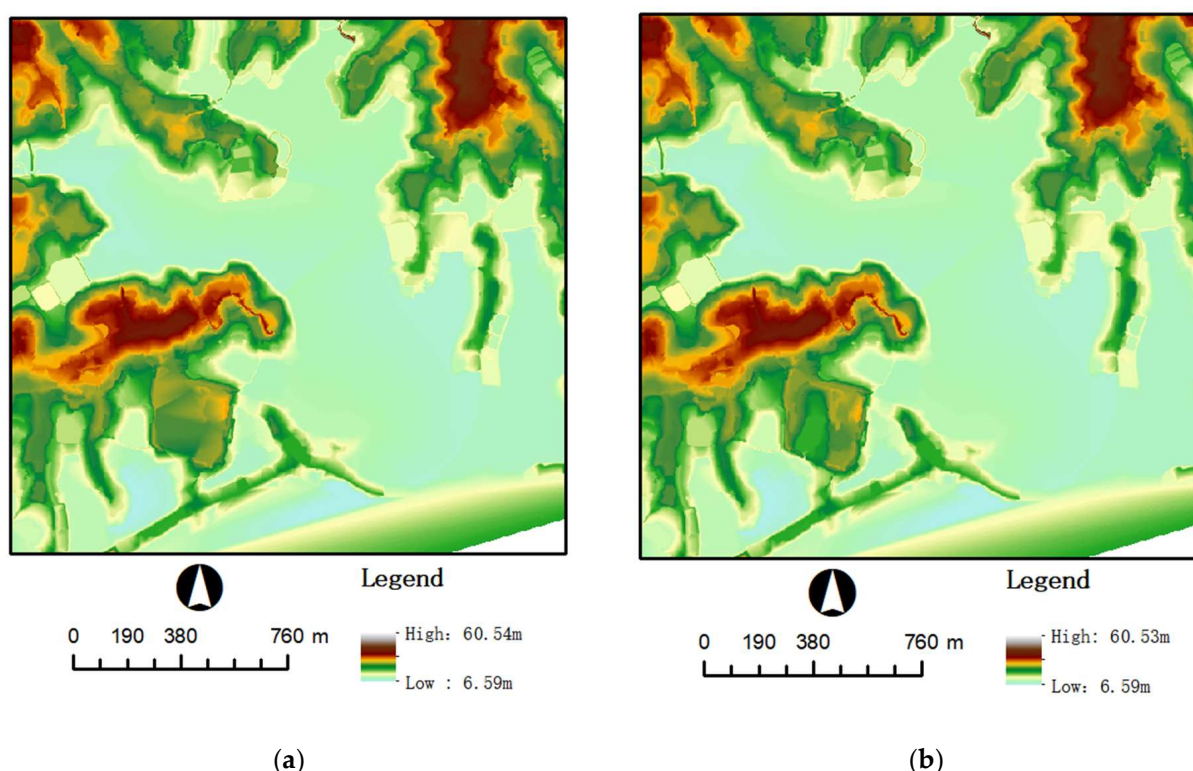 Legend
0 190 380 760 m
High: 60.54m
Low : 6.59m
(a)
Legend
0 190 380 760 m
High: 60.53m
Low: 6.59m
(b)